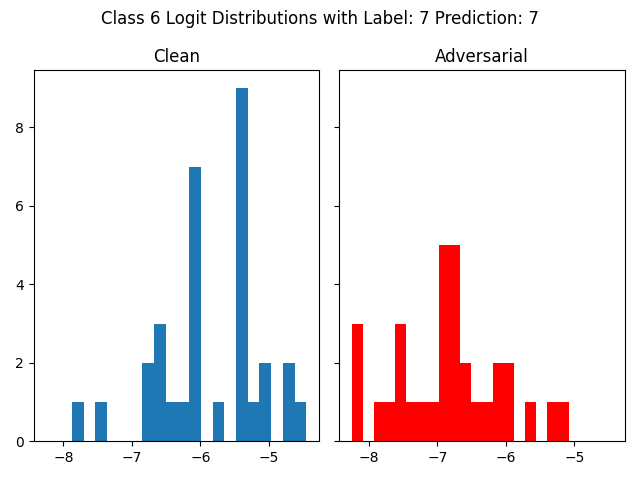 Class 6 Logit Distributions with Label: 7 Prediction: 7
Clean
Adversarial
8
6
4
2
0
−8 −7 −6 −5
−8 −7 −6 −5